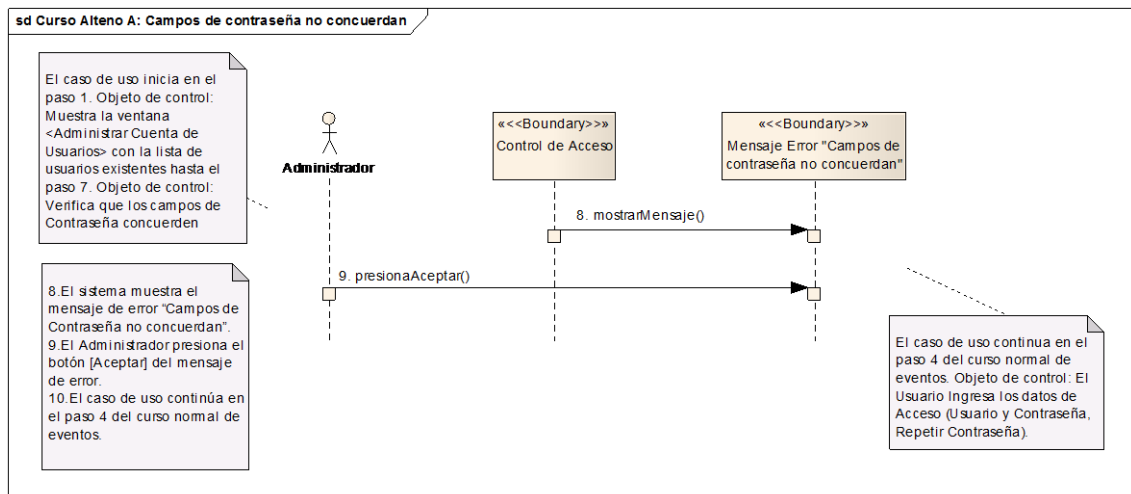 sd Curso Alteno A: Campos de contraseña no concuerdan
El caso de uso inicia en el
paso 1. Objeto de control:
Muestra la ventana
<Administrar Cuenta de
Usuarios> con la lista de
usuarios existentes hasta el
paso 7. Objeto de control:
Verifica que los campos de
Contraseña concuerden
Administrador
«<<Boundary>>»
Control de Acceso
«<<Boundary>>»
Mensaje Error "Campos de
contraseña no concuerdan"
8. mostrarMensaje()
9. presionaAceptar()
8.El sistema muestra el
mensaje de error “Campos de
Contraseña no concuerdan”.
9.El Administrador presiona el
botón [Aceptar] del mensaje
de error.
10.El caso de uso continúa en
el paso 4 del curso normal de
eventos.
El caso de uso continua en el
paso 4 del curso normal de
eventos. Objeto de control: El
Usuario Ingresa los datos de
Acceso (Usuario y Contraseña,
Repetir Contraseña).